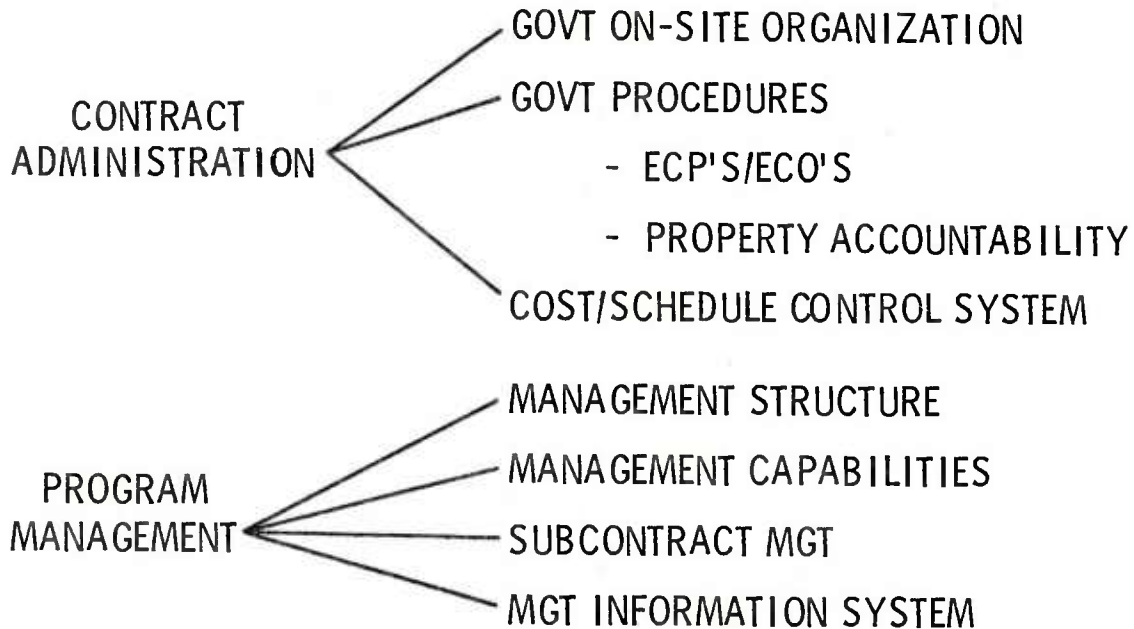 GOVT ON-SITE ORGANIZATION
CONTRACT
ADMINISTRATION
GOVT PROCEDURES
- ECP'S/ECO'S
- PROPERTY ACCOUNTABILITY
COST/SCHEDULE CONTROL SYSTEM
PROGRAM
MANAGEMENT
MANAGEMENT STRUCTURE
MANAGEMENT CAPABILITIES
SUBCONTRACT MGT
MGT INFORMATION SYSTEM